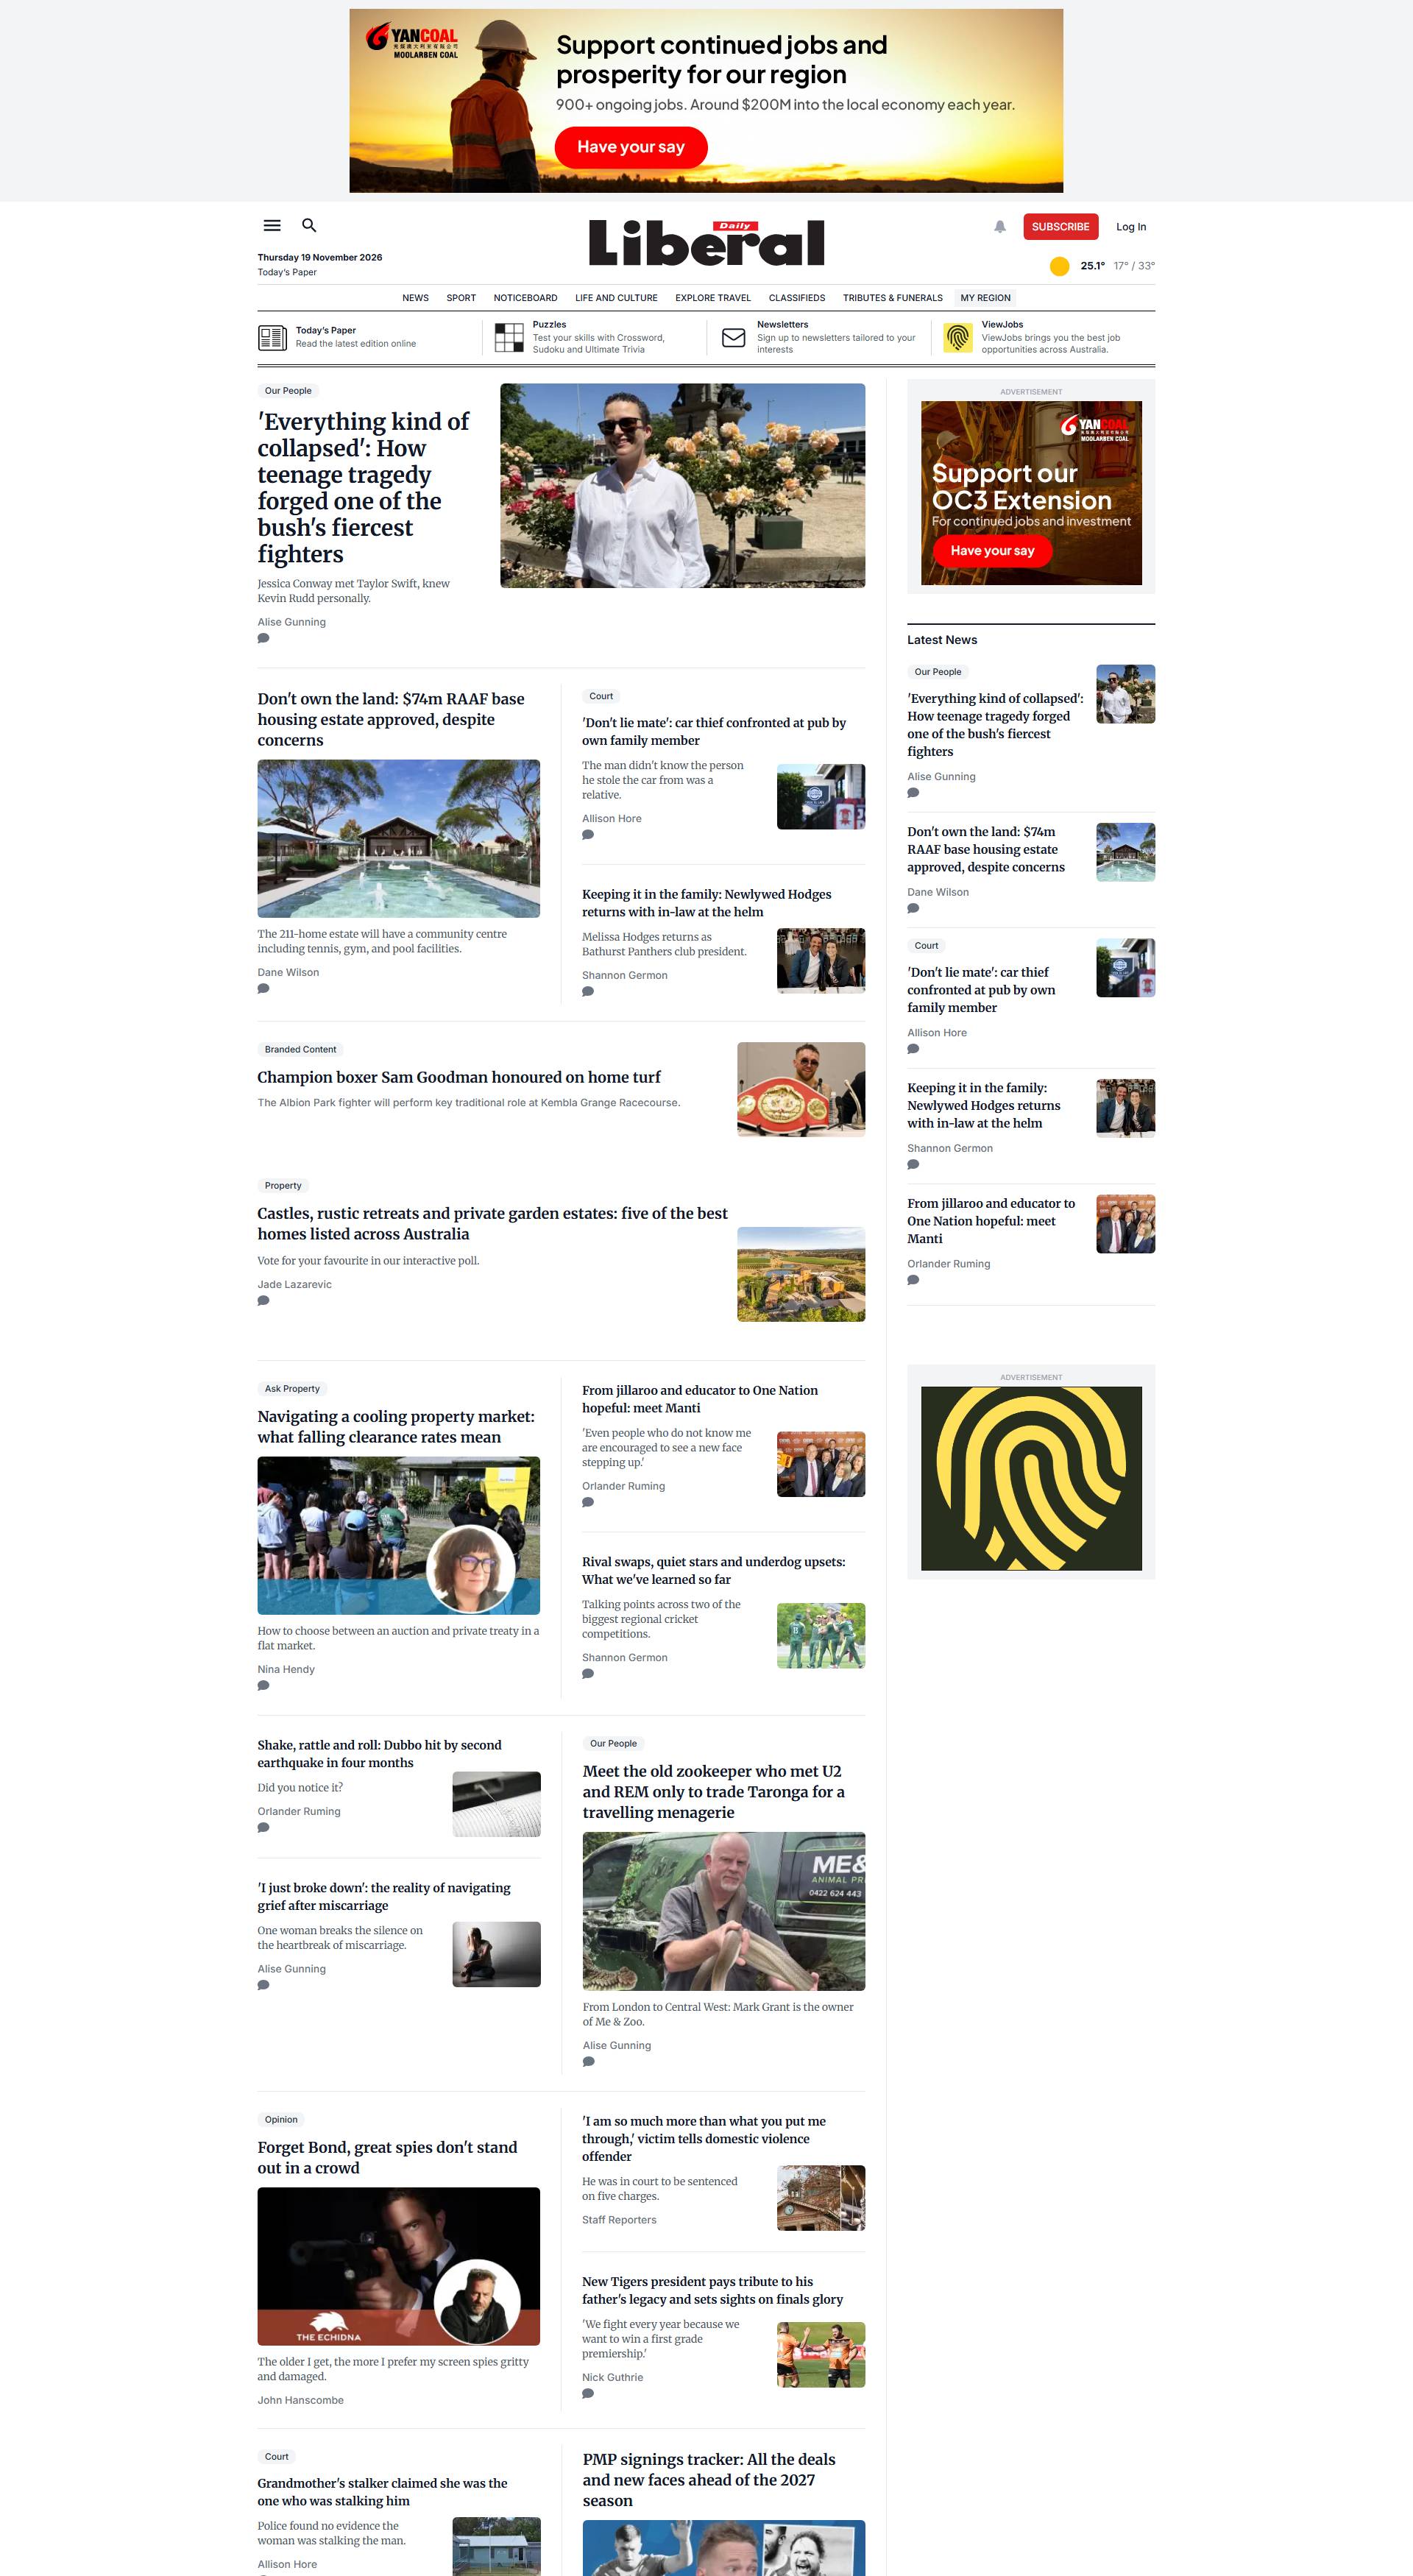 YANCOAL
MOOLARBEN COAL
Support continued jobs and
prosperity for our region
900+ ongoing jobs. Around $200M into the local economy each year.
Have your say
Daily
Liberal
SUBSCRIBE
Log In
Thursday 19 November 2026
Today's Paper
25.1° 17° / 33°
NEWS SPORT NOTICEBOARD LIFE AND CULTURE EXPLORE TRAVEL CLASSIFIEDS TRIBUTES & FUNERALS MY REGION
Today's Paper
Read the latest edition online
Puzzles
Test your skills with Crossword,
Sudoku and Ultimate Trivia
Newsletters
Sign up to newsletters tailored to your
interests
ViewJobs
ViewJobs brings you the best job
opportunities across Australia.
Our People
'Everything kind of
collapsed': How
teenage tragedy
forged one of the
bush's fiercest
fighters
Jessica Conway met Taylor Swift, knew
Kevin Rudd personally.
Alise Gunning
Don't own the land: $74m RAAF base
housing estate approved, despite
concerns
The 211-home estate will have a community centre
including tennis, gym, and pool facilities.
Dane Wilson
Court
'Don't lie mate': car thief confronted at pub by
own family member
The man didn't know the person
he stole the car from was a
relative.
Allison Hore
Keeping it in the family: Newlywed Hodges
returns with in-law at the helm
Melissa Hodges returns as
Bathurst Panthers club president.
Shannon Germon
Branded Content
Champion boxer Sam Goodman honoured on home turf
The Albion Park fighter will perform key traditional role at Kembla Grange Racecourse.
Property
Castles, rustic retreats and private garden estates: five of the best
homes listed across Australia
Vote for your favourite in our interactive poll.
Jade Lazarevic
Ask Property
Navigating a cooling property market:
what falling clearance rates mean
How to choose between an auction and private treaty in a
flat market.
Nina Hendy
From jillaroo and educator to One Nation
hopeful: meet Manti
'Even people who do not know me
are encouraged to see a new face
stepping up.'
Orlander Ruming
Rival swaps, quiet stars and underdog upsets:
What we've learned so far
Talking points across two of the
biggest regional cricket
competitions.
Shannon Germon
Shake, rattle and roll: Dubbo hit by second
earthquake in four months
Did you notice it?
Orlander Ruming
'I just broke down': the reality of navigating
grief after miscarriage
One woman breaks the silence on
the heartbreak of miscarriage.
Alise Gunning
Our People
Meet the old zookeeper who met U2
and REM only to trade Taronga for a
travelling menagerie
ME&
ANIMAL PR
0422 624 443
From London to Central West: Mark Grant is the owner
of Me & Zoo.
Alise Gunning
Opinion
Forget Bond, great spies don't stand
out in a crowd
THE ECHIDNA
The older I get, the more I prefer my screen spies gritty
and damaged.
John Hanscombe
'I am so much more than what you put me
through,' victim tells domestic violence
offender
He was in court to be sentenced
on five charges.
Staff Reporters
New Tigers president pays tribute to his
father's legacy and sets sights on finals glory
'We fight every year because we
want to win a first grade
premiership.'
Nick Guthrie
Court
Grandmother's stalker claimed she was the
one who was stalking him
Police found no evidence the
woman was stalking the man.
Allison Hore
PMP signings tracker: All the deals
and new faces ahead of the 2027
season
ADVERTISEMENT
YANCOAL
MOOLARBEN COAL
Support our
OC3 Extension
For continued jobs and investment
Have your say
Latest News
Our People
'Everything kind of collapsed':
How teenage tragedy forged
one of the bush's fiercest
fighters
Alise Gunning
Don't own the land: $74m
RAAF base housing estate
approved, despite concerns
Dane Wilson
Court
'Don't lie mate': car thief
confronted at pub by own
family member
Allison Hore
Keeping it in the family:
Newlywed Hodges returns
with in-law at the helm
Shannon Germon
From jillaroo and educator to
One Nation hopeful: meet
Manti
Orlander Ruming
ADVERTISEMENT